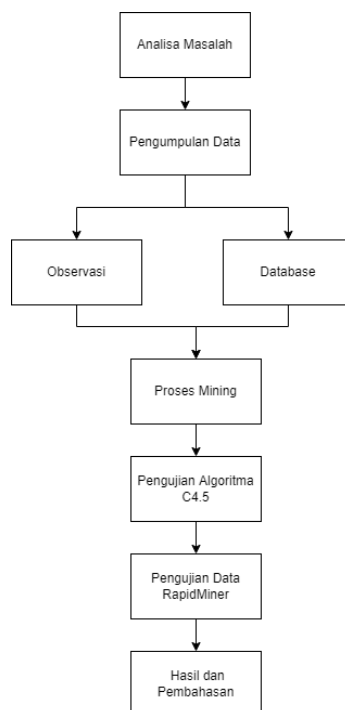 Analisa Masalah
Pengumpulan Data
Observasi
Database
Proses Mining
Pengujian Algoritma
C4.5
Pengujian Data
RapidMiner
Hasil dan
Pembahasan